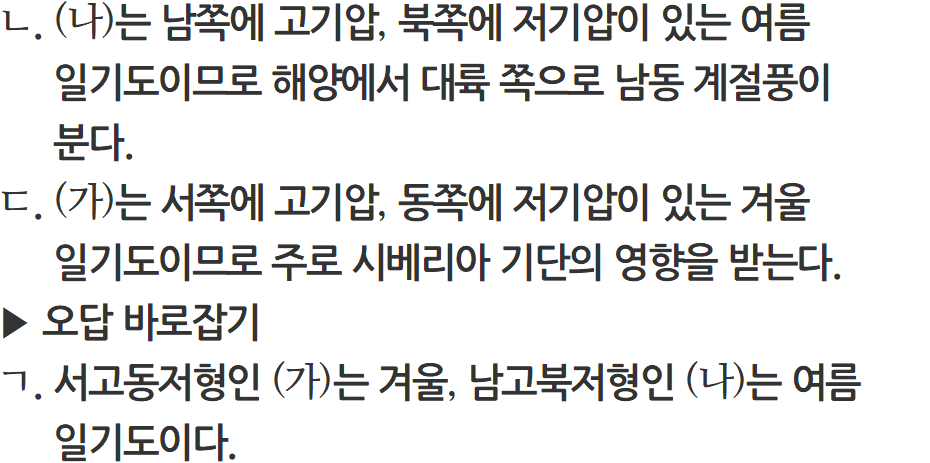 ㄴ. (나)는 남쪽에 고기압, 북쪽에 저기압이 있는 여름
일기도이므로 해양에서 대륙 쪽으로 남동 계절풍이
분다.
ㄷ. (가)는 서쪽에 고기압, 동쪽에 저기압이 있는 겨울
일기도이므로 주로 시베리아 기단의 영향을 받는다.
▶ 오답 바로잡기
ㄱ. 서고동저형인 (가)는 겨울, 남고북저형인 (나)는 여름
일기도이다.